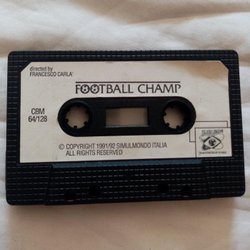 directed by
FRANCESCO CARLA'
FOOTBALL CHAMP
CBM
64/128
© COPYRIGHT 1991/92 SIMULMONDO ITALIA
ALL RIGHTS RESERVED